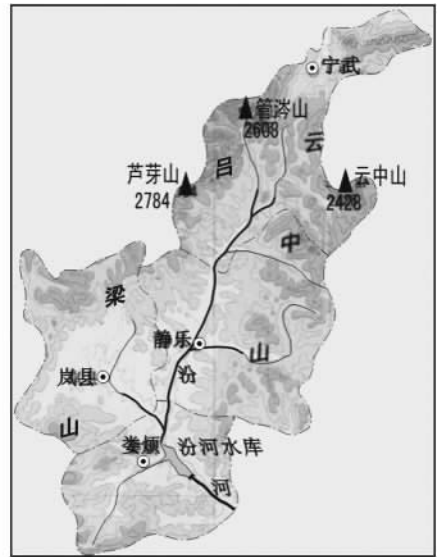 宁武
管涔山
2608
云
吕
芦芽山
2784
云中山
2428
中
梁
静乐
山
汾
岚县
山
娄烦
汾河水库
河